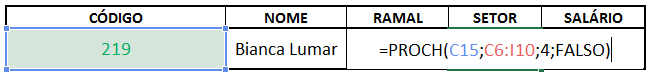 CÓDIGO NOME RAMAL SETOR SALÁRIO
219 Bianca Lumar =PROCH(C15;C6:I10;4;FALSO)